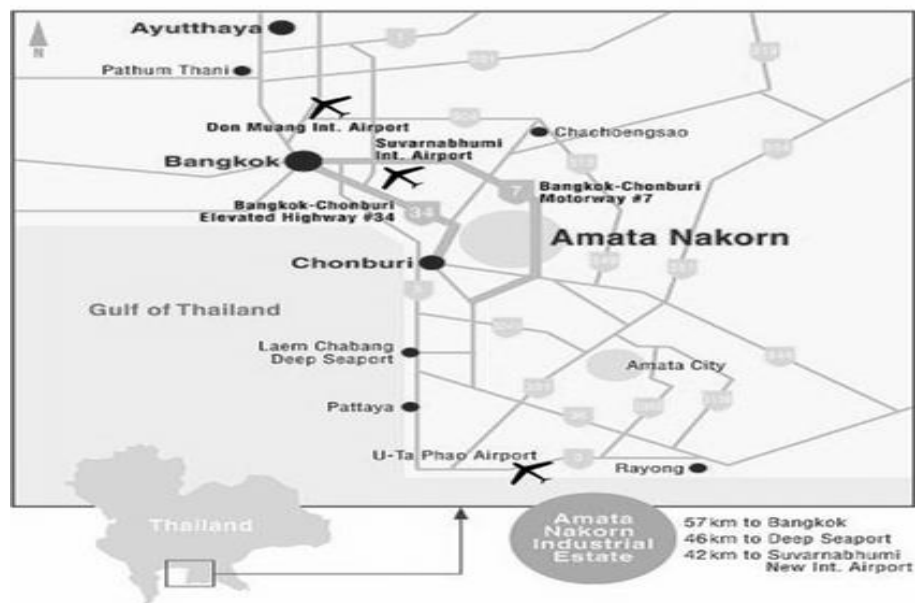 Ayutthaya
N
Pathum Thani
Don Muang Int. Airport
Chachoengsao
Suvarnabhumi
Int. Airport
Bangkok
7
Bangkok-Chonburi
Motorway #7
Bangkok-Chonburi
Elevated Highway #34
34
Amata Nakorn
Chonburi
Gulf of Thailand
Laem Chabang
Deep Seaport
Amata City
Pattaya
U-Ta Phao Airport
3
Rayong
Thailand
Amata
Nakorn
Industrial
Estate
57km to Bangkok
46km to Deep Seaport
42km to Suvarnabhumi
New Int. Airport